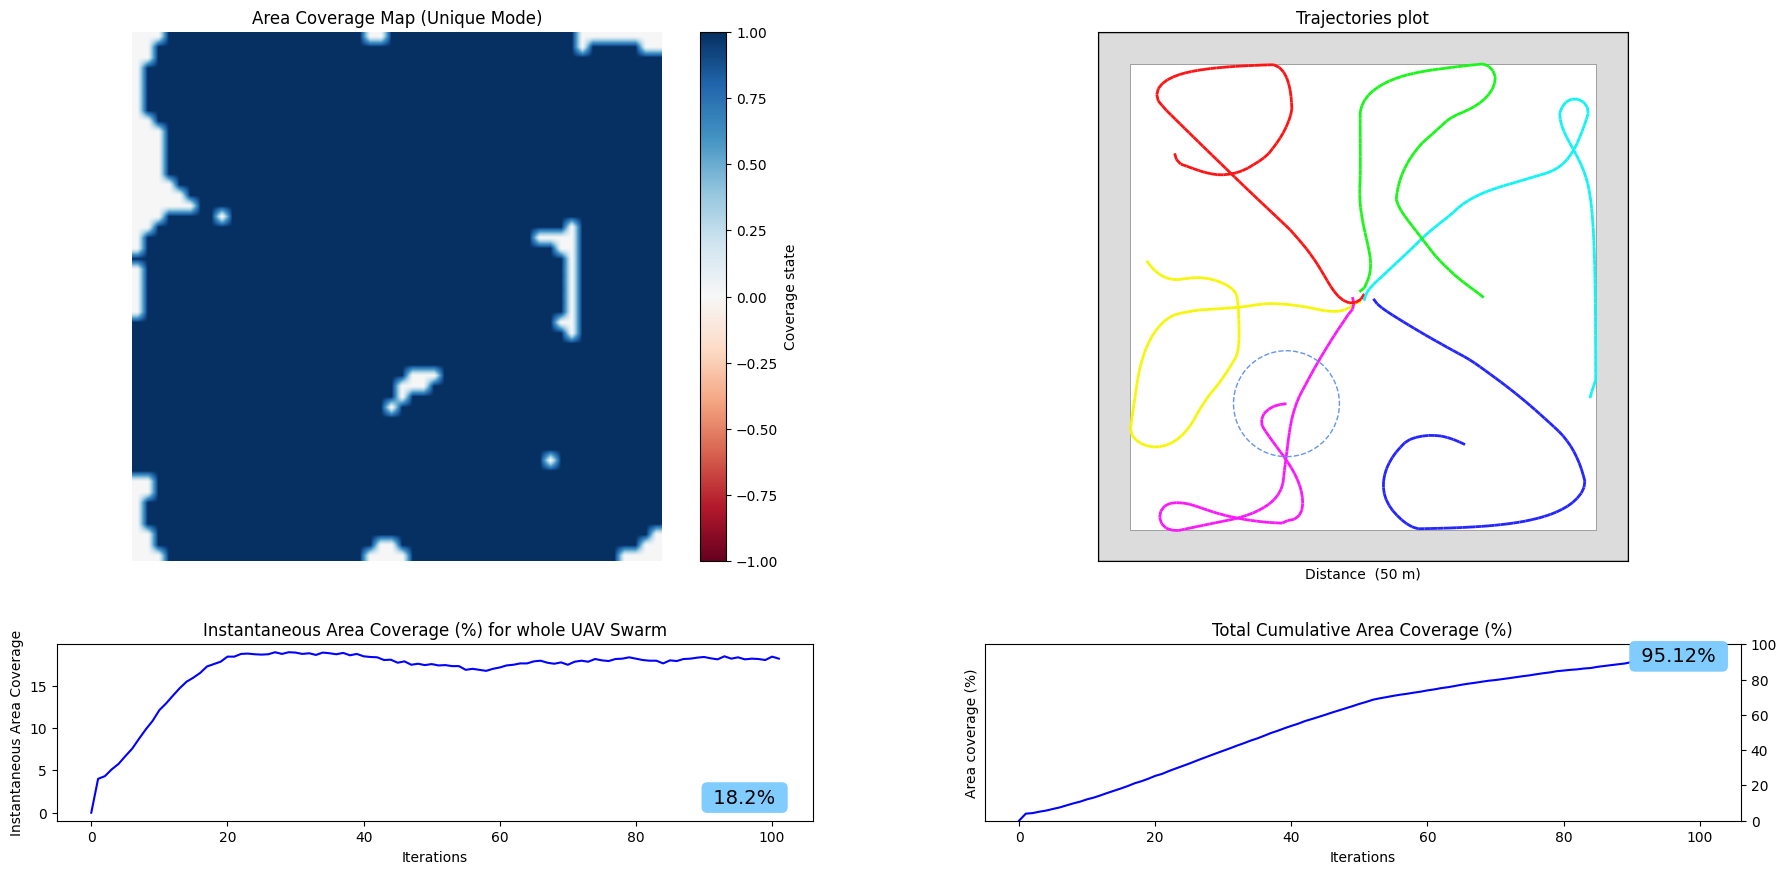 Area Coverage Map (Unique Mode)
1.00
0.75
0.50
0.25
0.00
−0.25
−0.50
−0.75
−1.00
Coverage state
Trajectories plot
Distance  (50 m)
Instantaneous Area Coverage (%) for whole UAV Swarm
Instantaneous Area Coverage
15
10
5
0
18.2%
0 20 40 60 80 100
Iterations
Total Cumulative Area Coverage (%)
Area coverage (%)
95.12%
100
80
60
40
20
0
0 20 40 60 80 100
Iterations